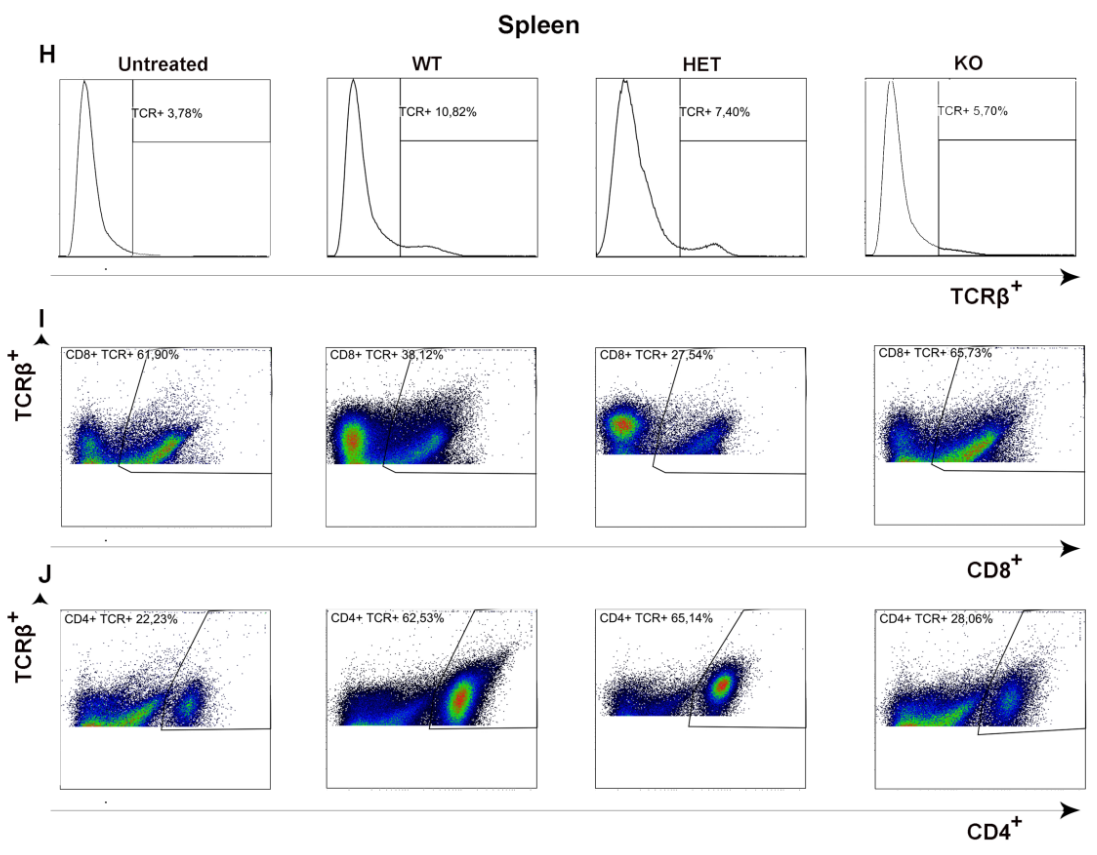 Spleen
H
Untreated
WT
HET
KO
TCR+ 3,78%
TCR+ 10,82%
TCR+ 7,40%
TCR+ 5,70%
TCRβ+
I
TCRβ+
CD8+ TCR+ 61,90%
CD8+ TCR+ 38,12%
CD8+ TCR+ 27,54%
CD8+ TCR+ 65,73%
CD8+
J
TCRβ+
CD4+ TCR+ 22,23%
CD4+ TCR+ 62,53%
CD4+ TCR+ 65,14%
CD4+ TCR+ 28,06%
CD4+